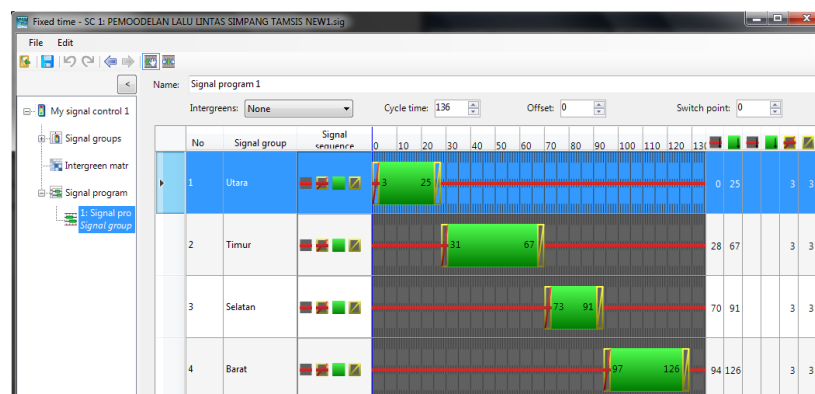 Fixed time - SC 1: PEMOODELAN LALU LINTAS SIMPANG TAMSIS NEW1.sig
File Edit
< Name: Signal program 1
My signal control 1 Intergreens: None Cycle time: 136 Offset: 0 Switch point: 0
Signal groups
No Signal group Signal sequence 0 10 20 30 40 50 60 70 80 90 100 110 120 130
Intergreen matr
1 Utara 3 25 0 25 3 3
Signal program
1: Signal pro
Signal group
2 Timur 31 67 28 67 3 3
3 Selatan 73 91 70 91 3 3
4 Barat 97 126 94 126 3 3